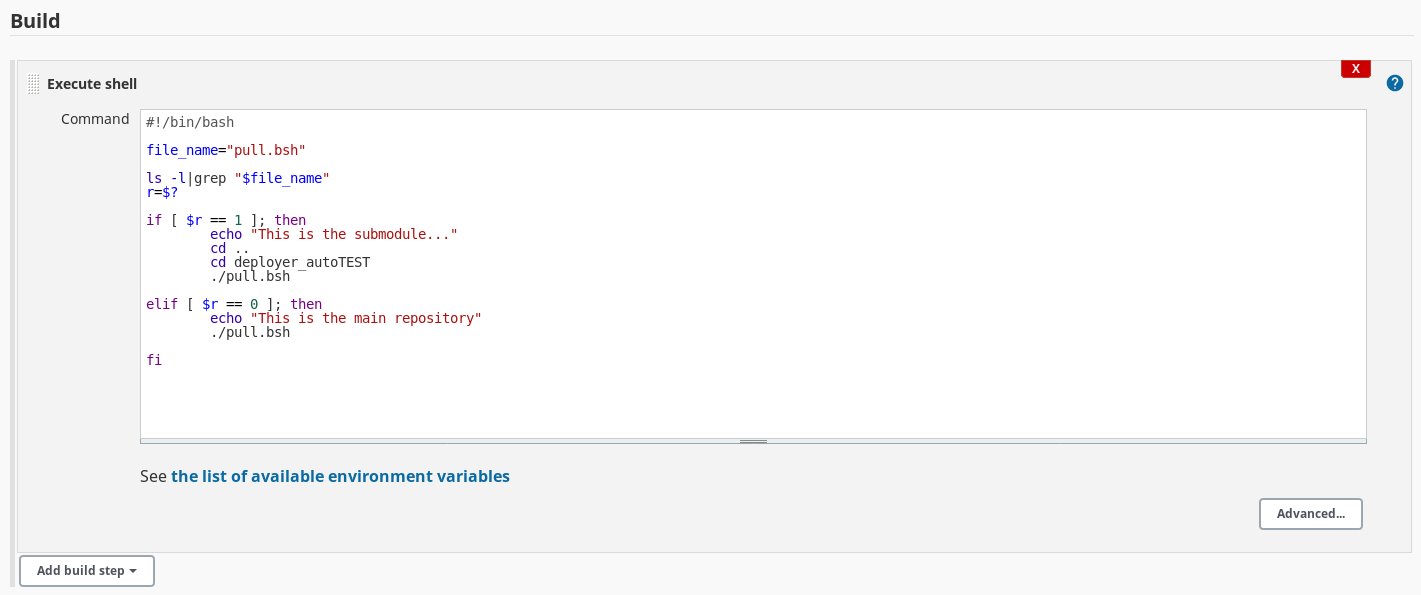 Build
X
Execute shell
?
Command
#!/bin/bash
file_name="pull.bsh"
ls -l|grep "$file_name"
r=$?
if [ $r == 1 ]; then
        echo "This is the submodule..."
        cd ..
        cd deployer_autoTEST
        ./pull.bsh
elif [ $r == 0 ]; then
        echo "This is the main repository"
        ./pull.bsh
fi
See the list of available environment variables
Advanced...
Add build step